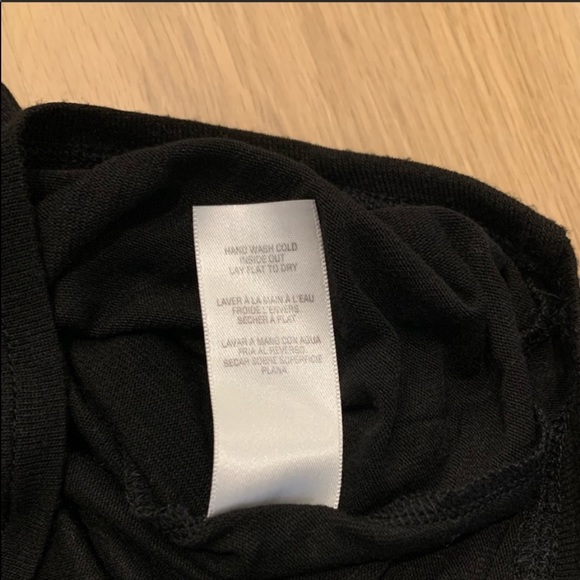 HAND WASH COLD
INSIDE OUT
LAY FLAT TO DRY
LAVER À LA MAIN À L'EAU
FROIDE L'ENVERS
SÉCHER À PLAT
LAVAR A MANO CON AGUA
FRIA AL REVERSO
SECAR SOBRE SUPERFICIE
PLANA